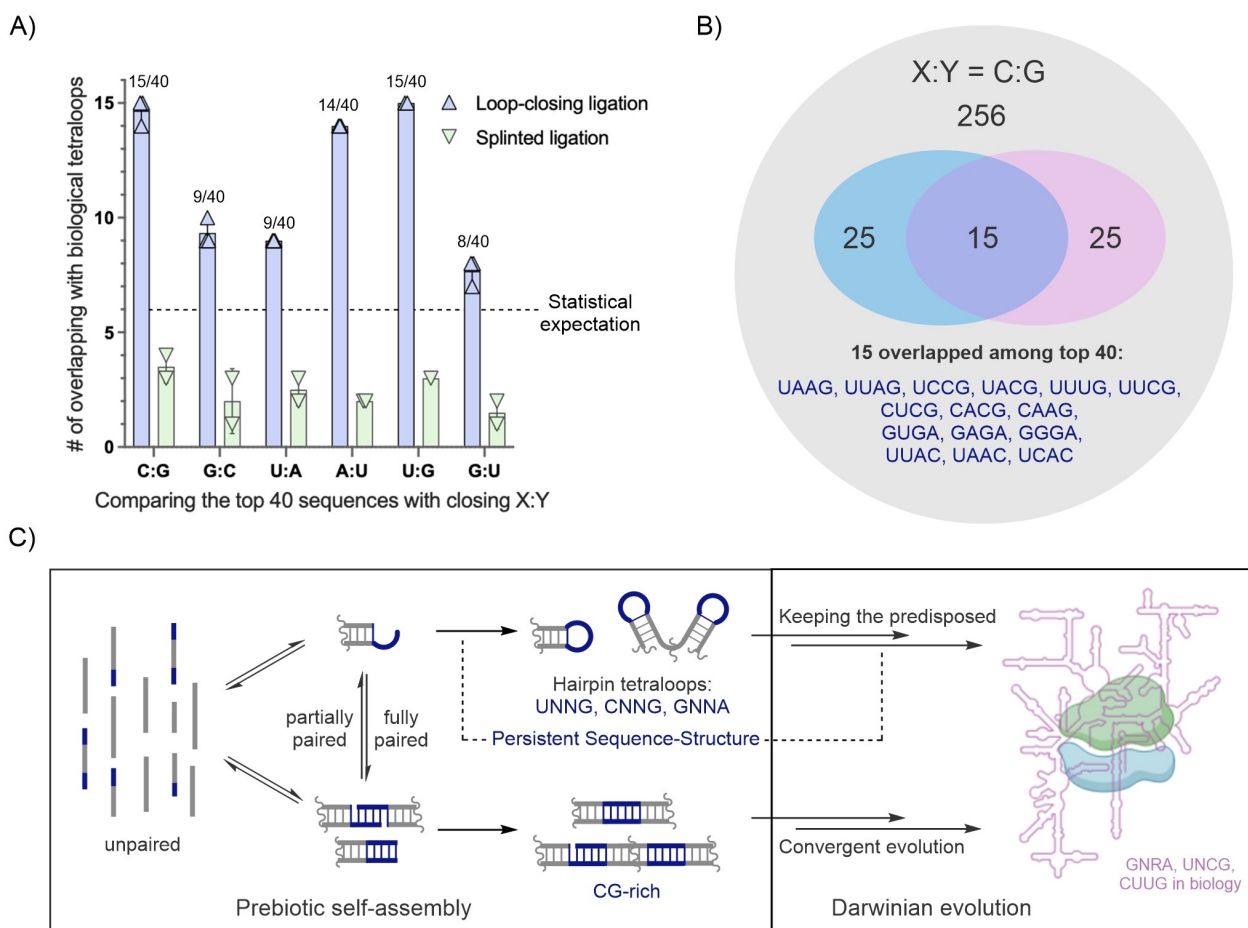 A)
# of overlapping with biological tetraloops
15
10
5
0
15/40
9/40
9/40
14/40
15/40
8/40
Loop-closing ligation
Splinted ligation
Statistical
expectation
C:G G:C U:A A:U U:G G:U
Comparing the top 40 sequences with closing X:Y
B)
X:Y = C:G
256
25 15 25
15 overlapped among top 40:
UAAG, UUAG, UCCG, UACG, UUUG, UUCG,
CUCG, CACG, CAAG,
GUGA, GAGA, GGGA,
UUAC, UAAC, UCAC
C)
unpaired
partially
paired
fully
paired
Hairpin tetraloops:
UNNG, CNNG, GNNA
Persistent Sequence-Structure
CG-rich
Prebiotic self-assembly
Keeping the predisposed
Convergent evolution
GNRA, UNCG,
CUUG in biology
Darwinian evolution